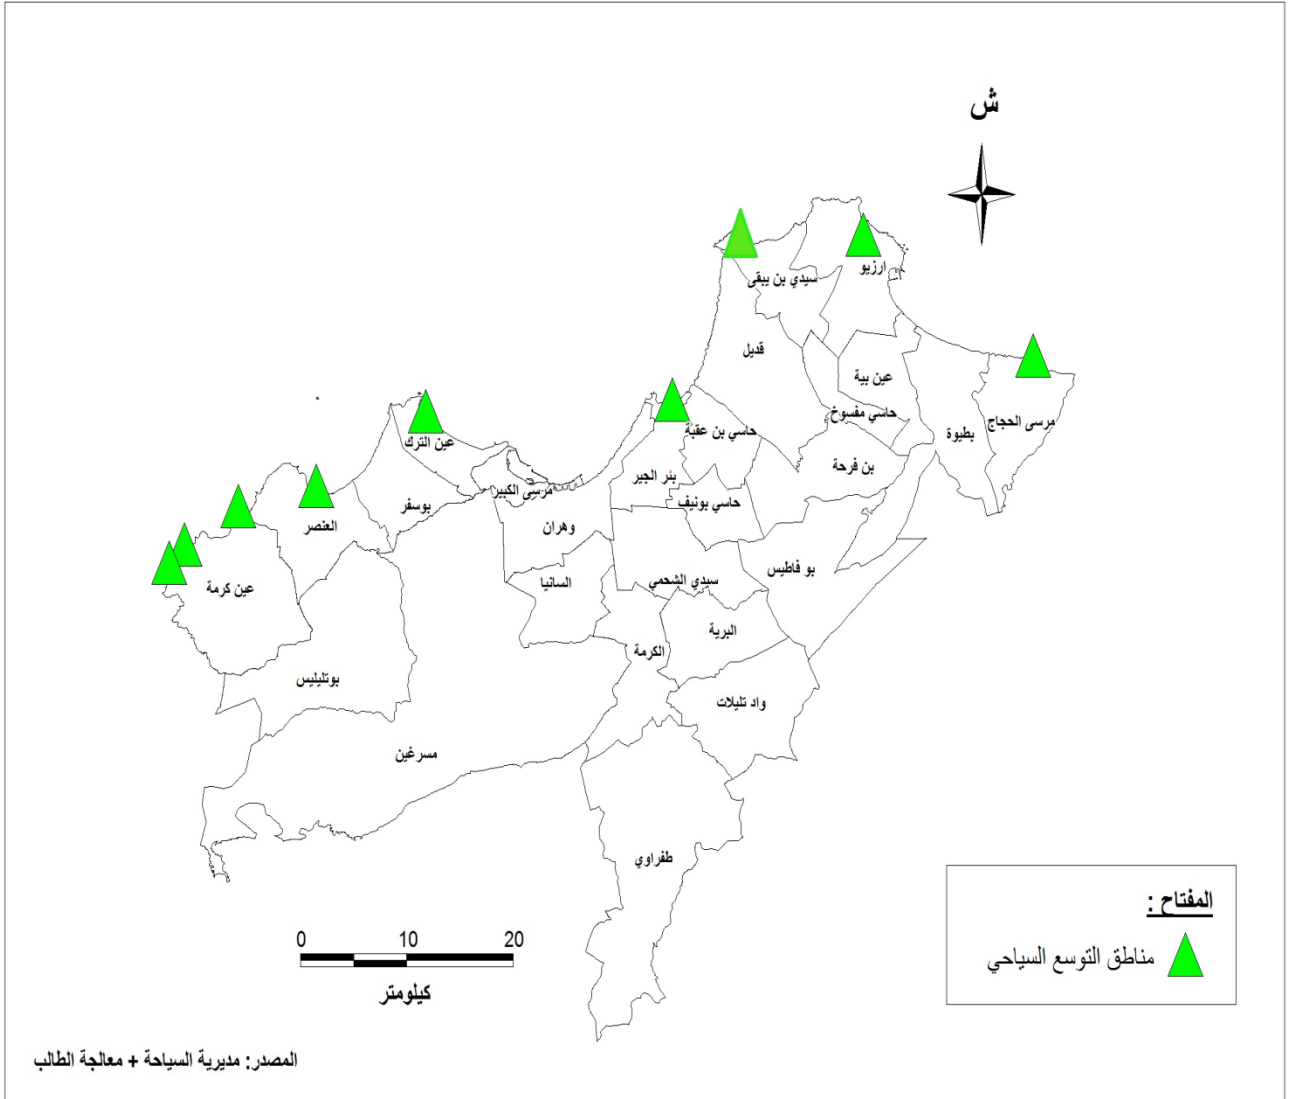 ش
ارزيو
سيدي بن يبقى
قديل
عين بية
حاسي مفسوخ
مرسى الحجاج
بطيوة
حاسي بن عقبة
عين الترك
بن فرحة
بئر الجير
مرسى الكبير
حاسي بونيف
بوسفر
العنصر
وهران
بو فاطيس
سيدي الشحمي
السانيا
عين كرمة
البرية
الكرمة
بوتليليس
واد تليلات
مسرغين
طفراوي
المفتاح :
مناطق التوسع السياحي
0 10 20
كيلومتر
المصدر: مديرية السياحة + معالجة الطالب